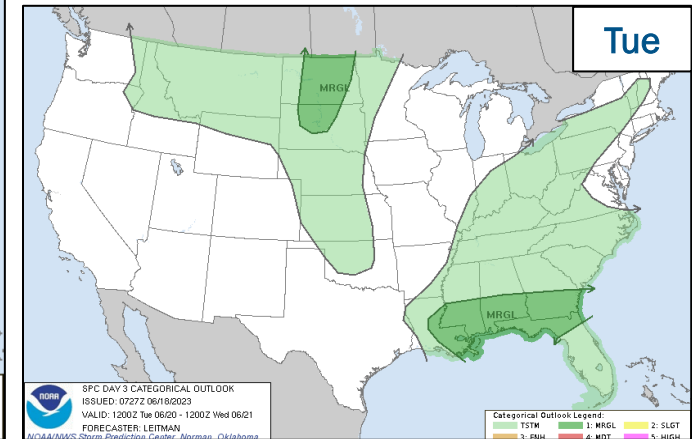 Tue
MRGL
MRGL
NOAA
SPC DAY 3 CATEGORICAL OUTLOOK
ISSUED: 0727Z 06/18/2023
VALID: 1200Z Tue 06/20 - 1200Z Wed 06/21
FORECASTER: LEITMAN
NOAA/NWS Storm Prediction Center, Norman, Oklahoma
Categorical Outlook Legend:
TSTM 1: MRGL 2: SLGT
3: ENH 4: MDT 5: HIGH